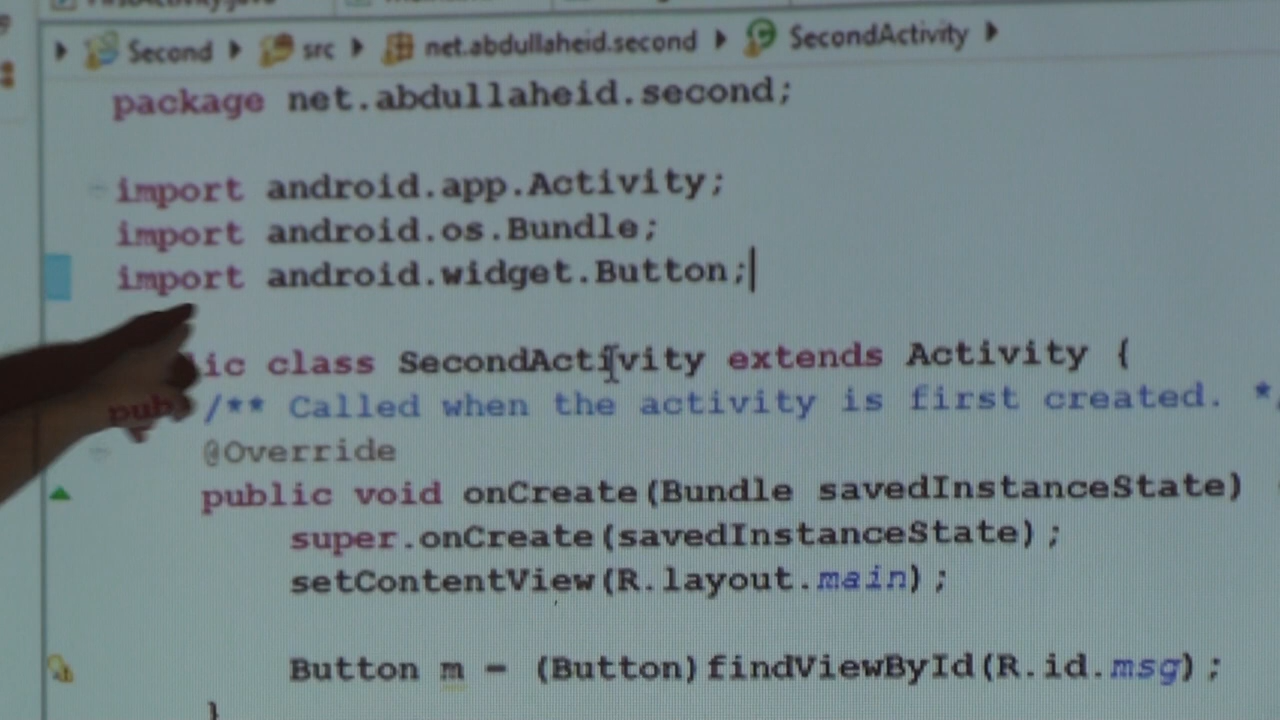 Second src net.abdullaheid.second SecondActivity
package net.abdullaheid.second;
import android.app.Activity;
import android.os.Bundle;
import android.widget.Button;
public class SecondActivity extends Activity {
/** Called when the activity is first created. *
@Override
public void onCreate(Bundle savedInstanceState)
super.onCreate(savedInstanceState);
setContentView(R.layout.main);
Button m = (Button)findViewById(R.id.msg);
}